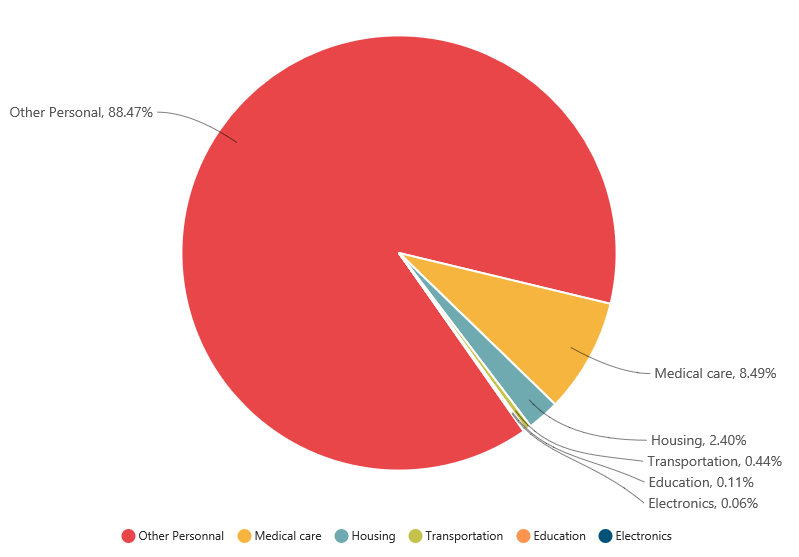 Other Personal, 88.47%
Medical care, 8.49%
Housing, 2.40%
Transportation, 0.44%
Education, 0.11%
Electronics, 0.06%
Other Personnal Medical care Housing Transportation Education Electronics